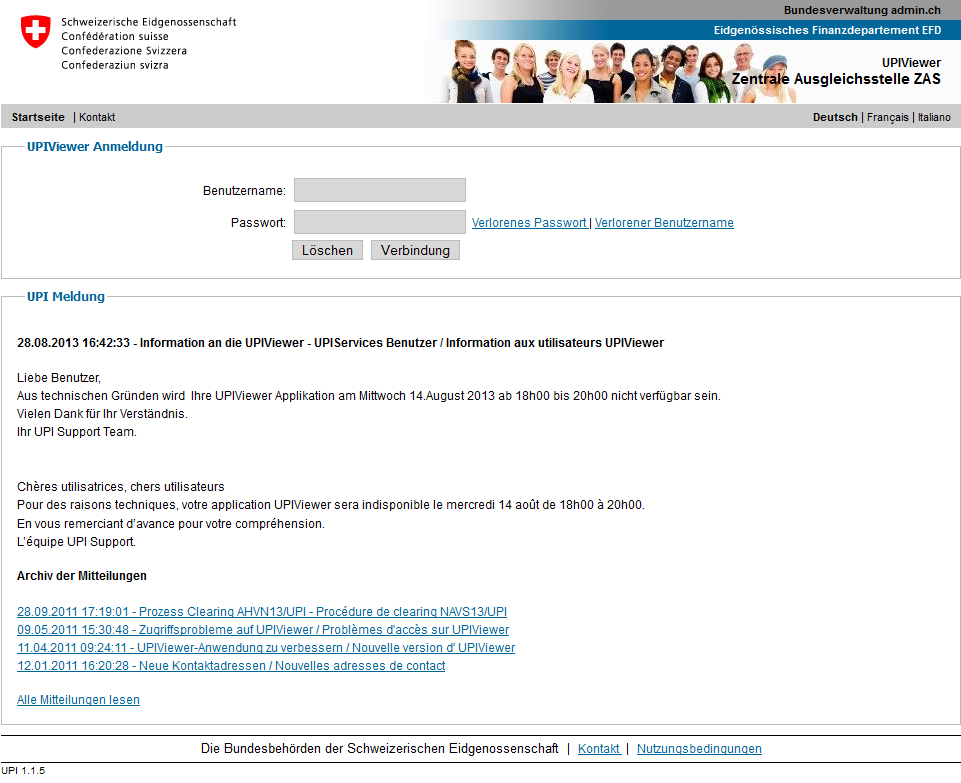 Bundesverwaltung admin.ch
Schweizerische Eidgenossenschaft
Confédération suisse
Confederazione Svizzera
Confederaziun svizra
Eidgenössisches Finanzdepartement EFD
UPIViewer
Zentrale Ausgleichsstelle ZAS
Startseite | Kontakt
Deutsch | Français | Italiano
UPIViewer Anmeldung
Benutzername:
Passwort: Verlorenes Passwort | Verlorener Benutzername
Löschen Verbindung
UPI Meldung
28.08.2013 16:42:33 - Information an die UPIViewer - UPIServices Benutzer / Information aux utilisateurs UPIViewer
Liebe Benutzer,
Aus technischen Gründen wird Ihre UPIViewer Applikation am Mittwoch 14.August 2013 ab 18h00 bis 20h00 nicht verfügbar sein.
Vielen Dank für Ihr Verständnis.
Ihr UPI Support Team.
Chères utilisatrices, chers utilisateurs
Pour des raisons techniques, votre application UPIViewer sera indisponible le mercredi 14 août de 18h00 à 20h00.
En vous remerciant d'avance pour votre compréhension.
L'équipe UPI Support.
Archiv der Mitteilungen
28.09.2011 17:19:01 - Prozess Clearing AHVN13/UPI - Procédure de clearing NAVS13/UPI
09.05.2011 15:30:48 - Zugriffsprobleme auf UPIViewer / Problèmes d'accès sur UPIViewer
11.04.2011 09:24:11 - UPIViewer-Anwendung zu verbessern / Nouvelle version d' UPIViewer
12.01.2011 16:20:28 - Neue Kontaktadressen / Nouvelles adresses de contact
Alle Mitteilungen lesen
Die Bundesbehörden der Schweizerischen Eidgenossenschaft | Kontakt | Nutzungsbedingungen
UPI 1.1.5